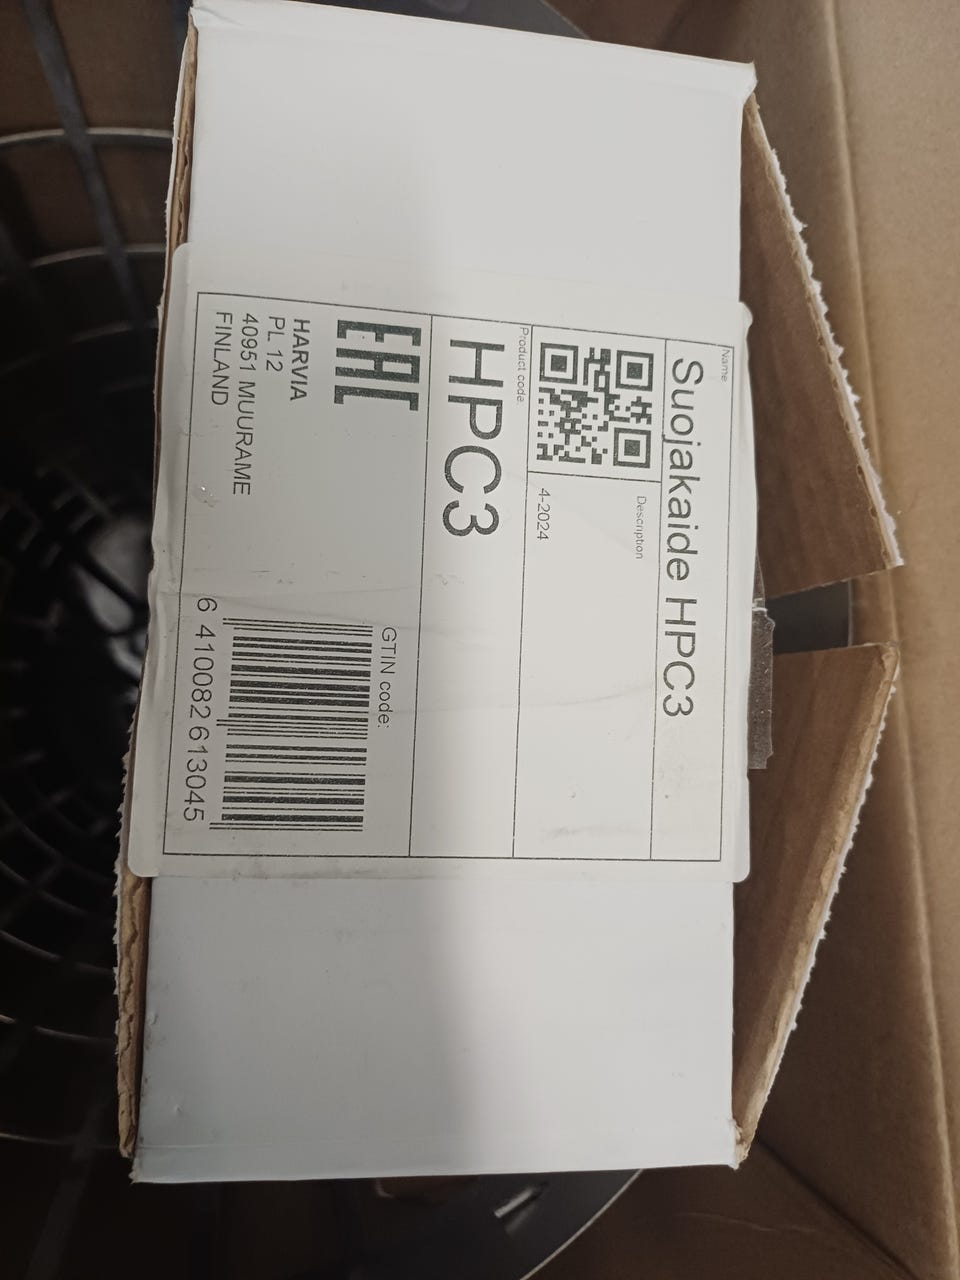 Name
Suojakaide HPC3
Description
4-2024
Product code
HPC3
EAC
HARVIA
PL 12
40951 MUURAME
FINLAND
GTIN code:
6 410082 613045